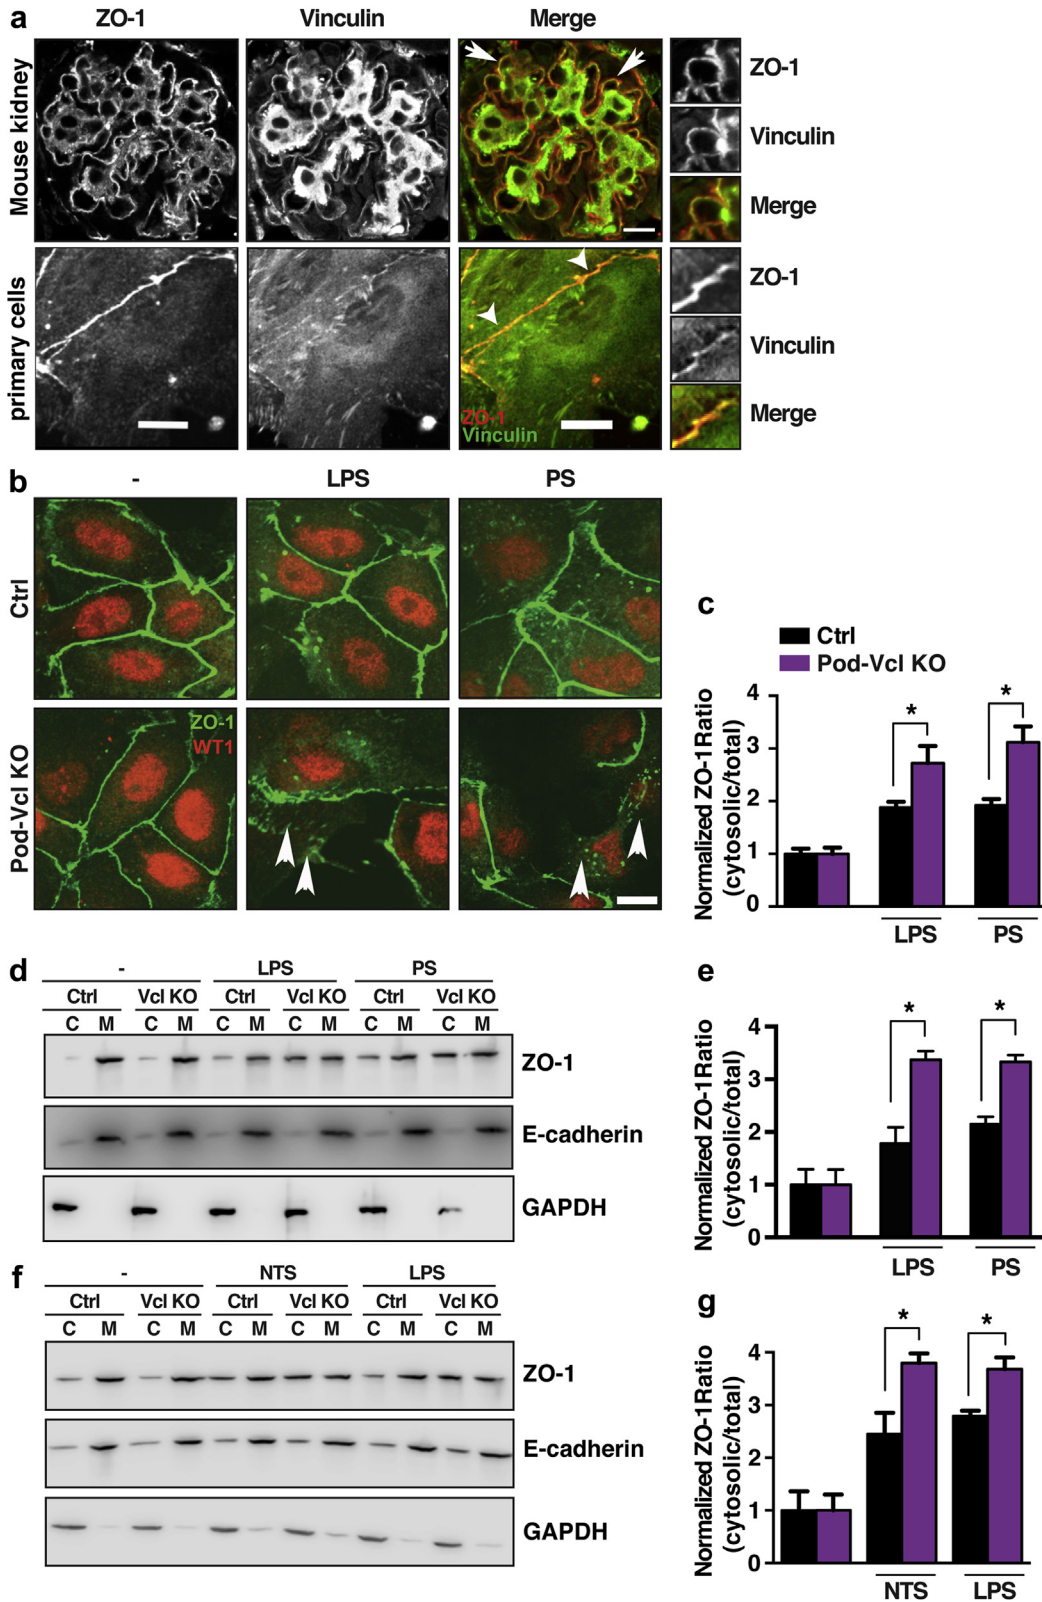 a
ZO-1 Vinculin Merge
Mouse kidney
ZO-1
Vinculin
Merge
primary cells
ZO-1
Vinculin
ZO-1
Vinculin
Merge
b
- LPS PS
Ctrl
Pod-Vcl KO
ZO-1
WT1
c
Ctrl
Pod-Vcl KO
Normalized ZO-1Ratio
(cytosolic/total)
4
3
2
1
0
* *
LPS PS
d
- LPS PS
Ctrl Vcl KO Ctrl Vcl KO Ctrl Vcl KO
C M C M C M C M C M C M
ZO-1
E-cadherin
GAPDH
e
Normalized ZO-1Ratio
(cytosolic/total)
4
3
2
1
0
* *
LPS PS
f
- NTS LPS
Ctrl Vcl KO Ctrl Vcl KO Ctrl Vcl KO
C M C M C M C M C M C M
ZO-1
E-cadherin
GAPDH
g
Normalized ZO-1Ratio
(cytosolic/total)
4
3
2
1
0
* *
NTS LPS